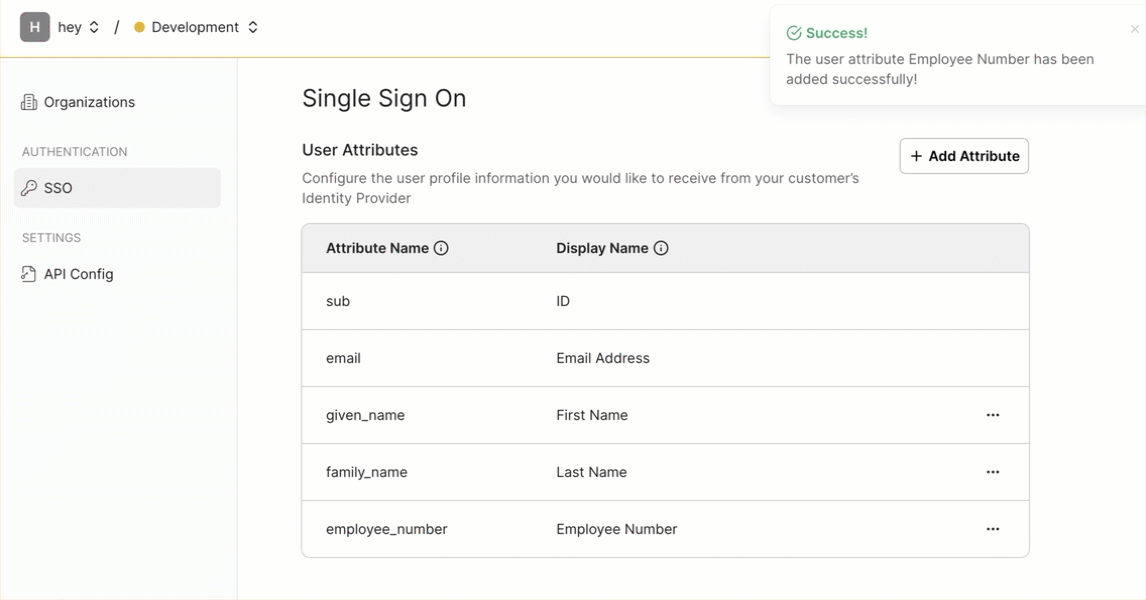 H hey / Development
Success!
The user attribute Employee Number has been
added successfully!
Organizations
AUTHENTICATION
SSO
SETTINGS
API Config
Single Sign On
User Attributes
Configure the user profile information you would like to receive from your customer's
Identity Provider
+ Add Attribute
Attribute Name Display Name
sub ID
email Email Address
given_name First Name
family_name Last Name
employee_number Employee Number